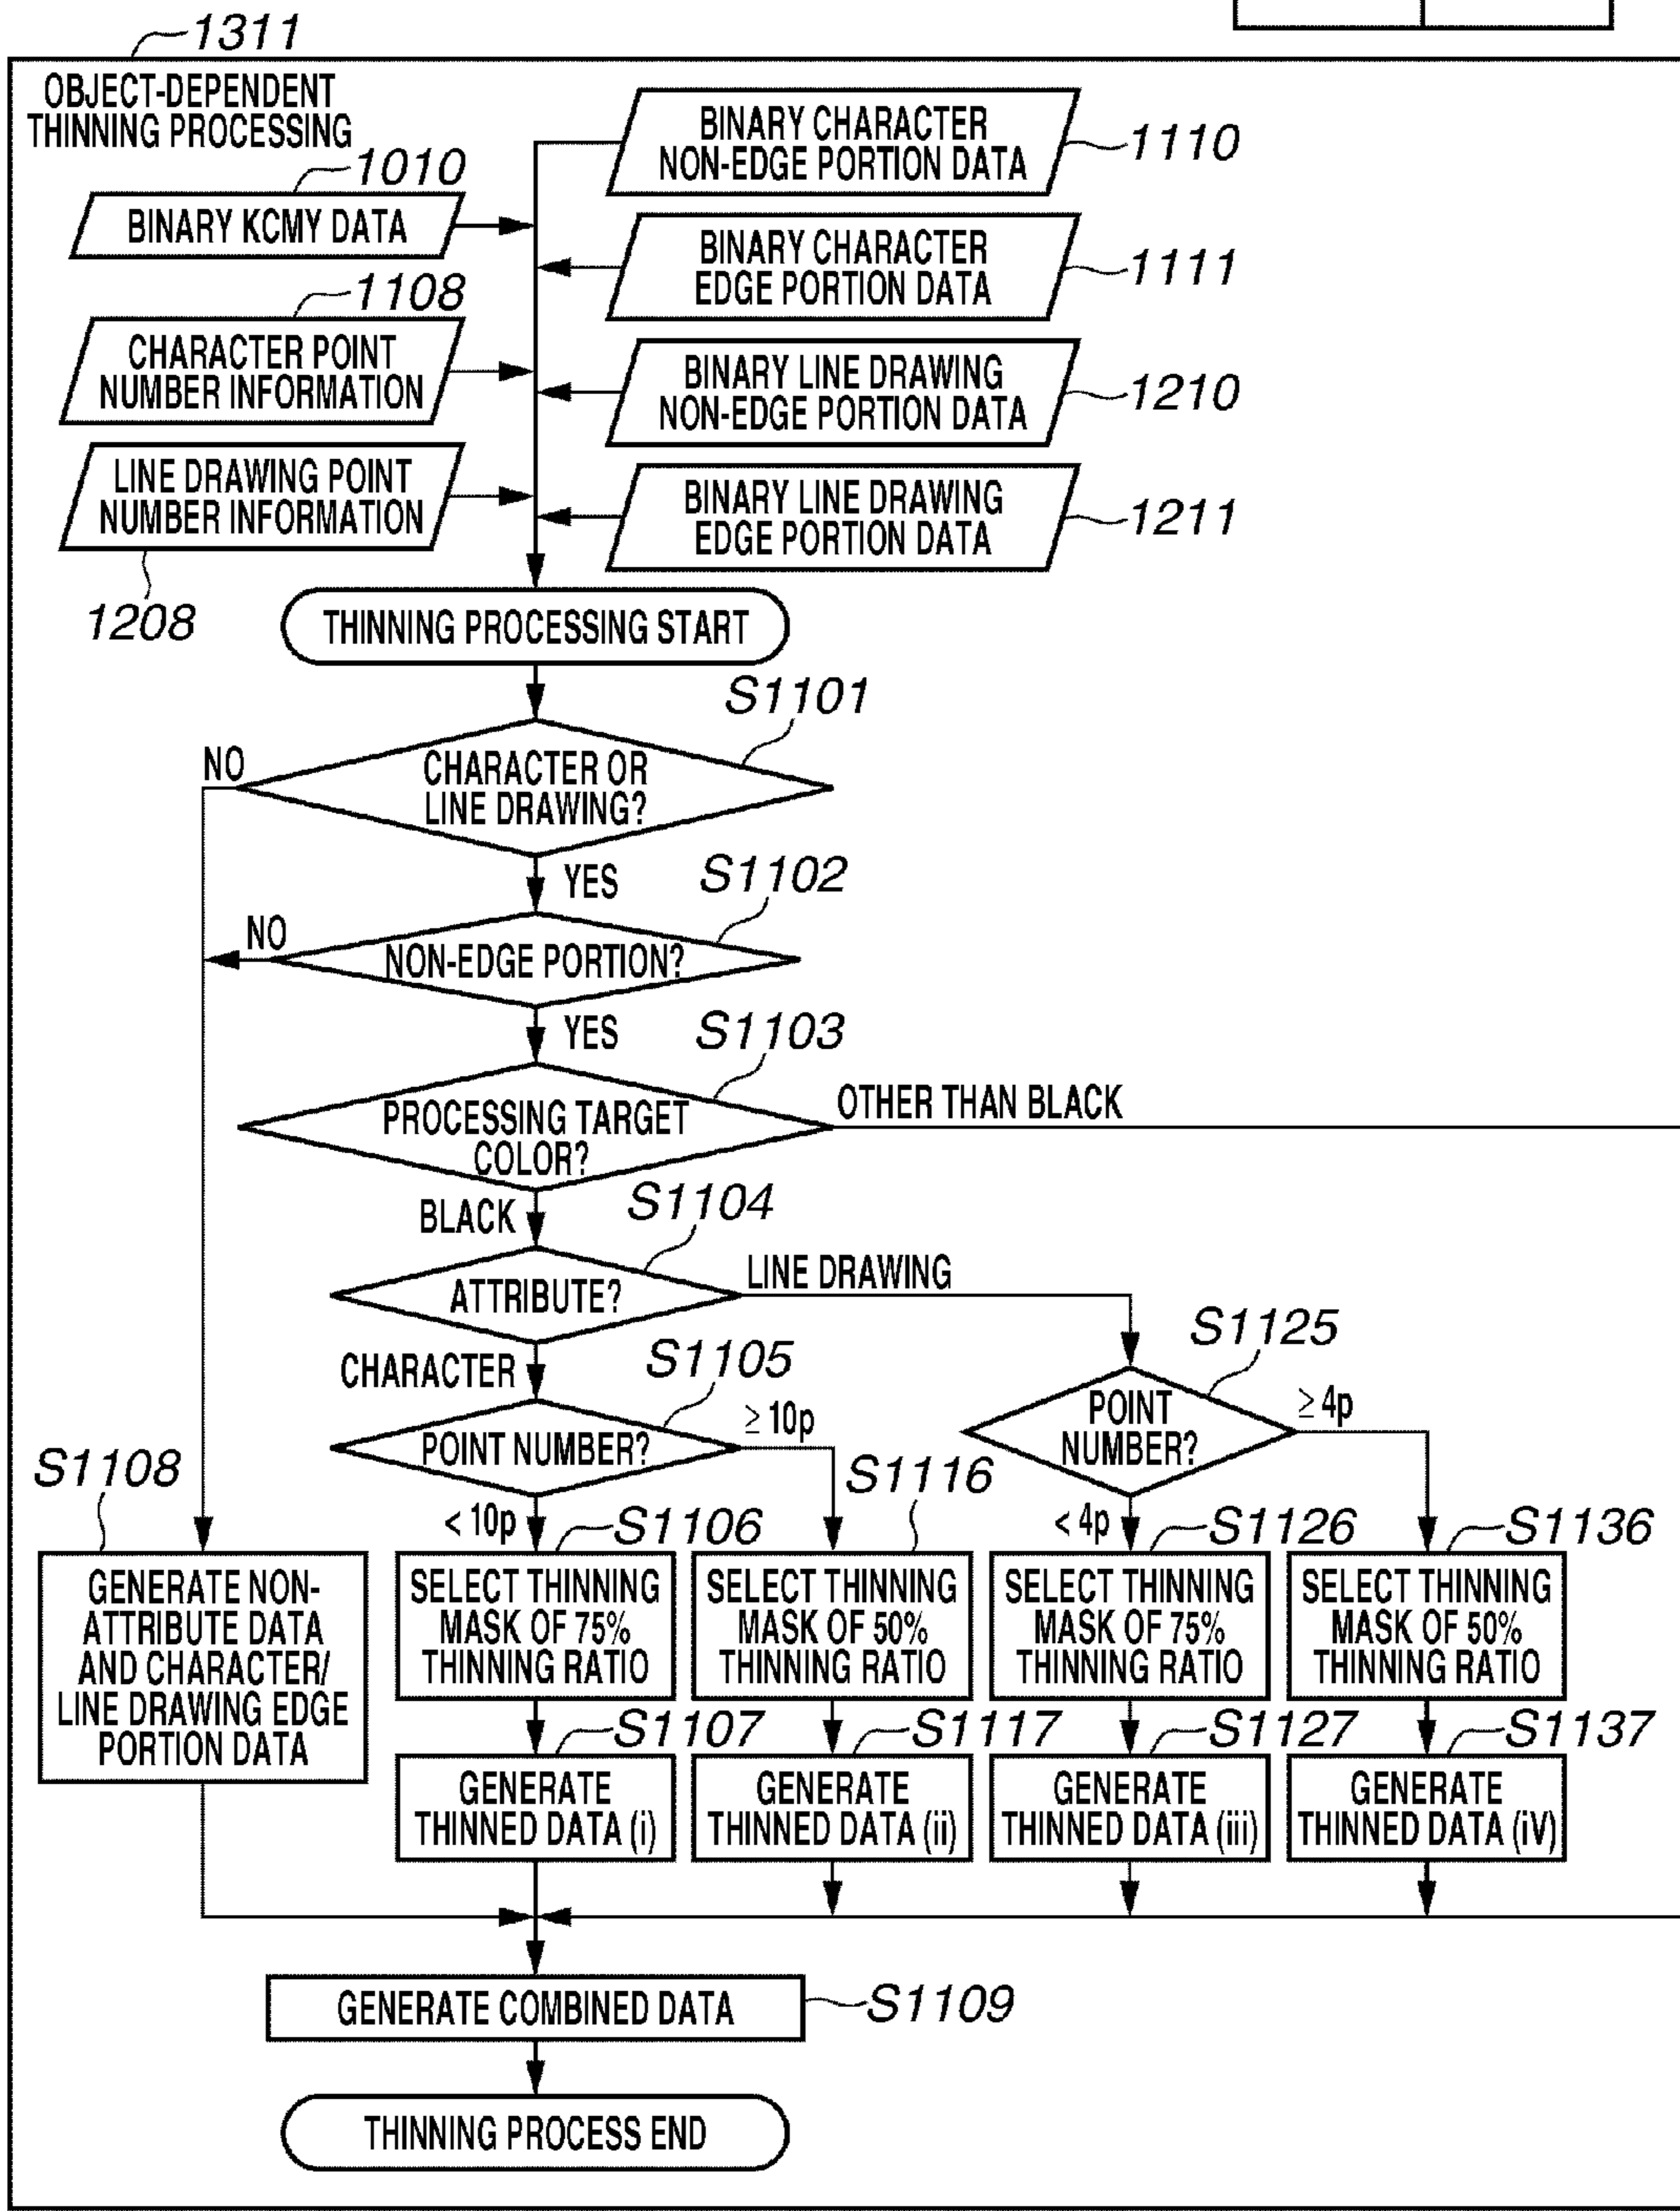 1311
OBJECT-DEPENDENT
THINNING PROCESSING
1010
BINARY KCMY DATA
1108
CHARACTER POINT
NUMBER INFORMATION
LINE DRAWING POINT
NUMBER INFORMATION
1208
BINARY CHARACTER
NON-EDGE PORTION DATA
1110
BINARY CHARACTER
EDGE PORTION DATA
1111
BINARY LINE DRAWING
NON-EDGE PORTION DATA
1210
BINARY LINE DRAWING
EDGE PORTION DATA
1211
THINNING PROCESSING START
S1101
NO
CHARACTER OR
LINE DRAWING?
YES
S1102
NO
NON-EDGE PORTION?
YES
S1103
PROCESSING TARGET
COLOR?
OTHER THAN BLACK
BLACK
S1104
ATTRIBUTE?
LINE DRAWING
CHARACTER
S1105
POINT NUMBER?
≥ 10p
< 10p
S1125
POINT
NUMBER?
≥ 4p
< 4p
S1108
GENERATE NON-
ATTRIBUTE DATA
AND CHARACTER/
LINE DRAWING EDGE
PORTION DATA
S1106
SELECT THINNING
MASK OF 75%
THINNING RATIO
S1116
SELECT THINNING
MASK OF 50%
THINNING RATIO
S1126
SELECT THINNING
MASK OF 75%
THINNING RATIO
S1136
SELECT THINNING
MASK OF 50%
THINNING RATIO
S1107
GENERATE
THINNED DATA (i)
S1117
GENERATE
THINNED DATA (ii)
S1127
GENERATE
THINNED DATA (iii)
S1137
GENERATE
THINNED DATA (iV)
GENERATE COMBINED DATA
S1109
THINNING PROCESS END